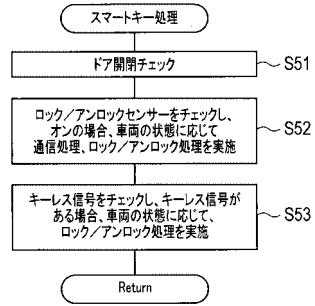 スマートキー処理
ドア開閉チェック
S51
ロック／アンロックセンサーをチェックし、
オンの場合、車両の状態に応じて
通信処理、ロック／アンロック処理を実施
S52
キーレス信号をチェックし、キーレス信号が
ある場合、車両の状態に応じて、
ロック／アンロック処理を実施
S53
Return